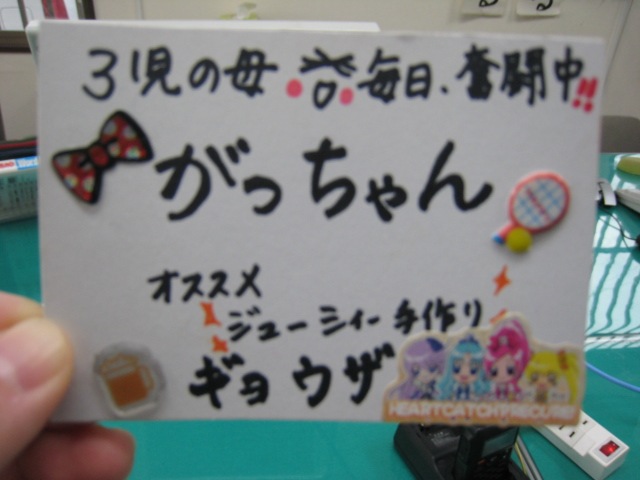 3児の母 毎日、奮闘中!!
がっちゃん
オススメ
ジューシィー手作り
ギョウザ
HEARTCATCH PRECURE!